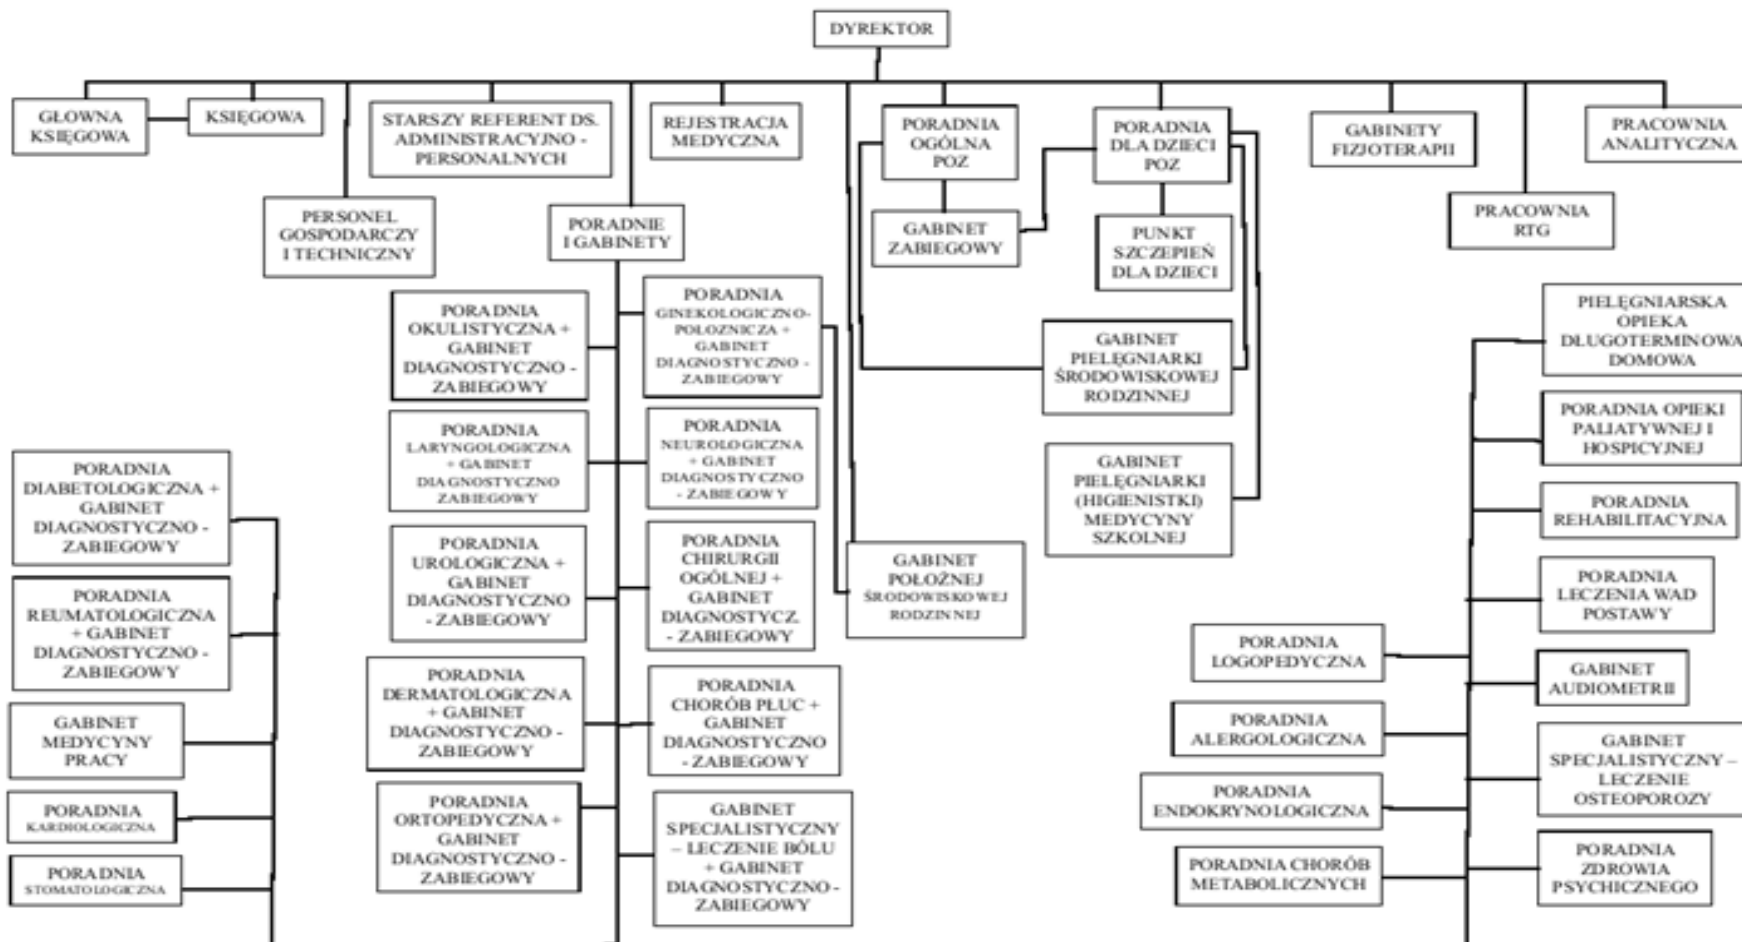 DYREKTOR
GŁOWNA
KSIĘGOWA
KSIĘGOWA
STARSZY REFERENT DS.
ADMINISTRACYJNO -
PERSONALNYCH
REJESTRACJA
MEDYCZNA
PORADNIA
OGÓLNA
POZ
PORADNIA
DLA DZIECI
POZ
GABINETY
FIZJOTERAPII
PRACOWNIA
ANALITYCZNA
PERSONEL
GOSPODARCZY
I TECHNICZNY
PORADNIE
I GABINETY
GABINET
ZABIEGOWY
PUNKT
SZCZEPIEŃ
DLA DZIECI
PRACOWNIA
RTG
PORADNIA
OKULISTYCZNA +
GABINET
DIAGNOSTYCZNO -
ZABIEGOWY
PORADNIA
GINEKOLOGICZNO-
POŁOZNICZA +
GABINET
DIAGNOSTYCZNO -
ZABIEGOWY
GABINET
PIELĘGNIARKI
ŚRODOWISKOWEJ
RODZINNEJ
PIELĘGNIARSKA
OPIEKA
DŁUGOTERMINOWA
DOMOWA
PORADNIA
LARYNGOLOGICZNA
+ GABINET
DIAGNOSTYCZNO
ZABIEGOWY
PORADNIA
NEUROLOGICZNA
+ GABINET
DIAGNOSTYCZNO
- ZABIEGOWY
GABINET
PIELĘGNIARKI
(HIGIENISTKI)
MEDYCYNY
SZKOLNEJ
PORADNIA OPIEKI
PALIATYWNEJ I
HOSPICYJNEJ
PORADNIA
DIABETOLOGICZNA +
GABINET
DIAGNOSTYCZNO -
ZABIEGOWY
PORADNIA
UROLOGICZNA +
GABINET
DIAGNOSTYCZNO
- ZABIEGOWY
PORADNIA
CHIRURGII
OGÓLNEJ +
GABINET
DIAGNOSTYCZ.
- ZABIEGOWY
GABINET
POŁOŻNEJ
ŚRODOWISKOWEJ
RODZINNEJ
PORADNIA
REHABILITACYJNA
PORADNIA
LECZENIA WAD
POSTAWY
PORADNIA
REUMATOLOGICZNA
+ GABINET
DIAGNOSTYCZNO -
ZABIEGOWY
PORADNIA
DERMATOLOGICZNA
+ GABINET
DIAGNOSTYCZNO -
ZABIEGOWY
PORADNIA
CHORÓB PŁUC +
GABINET
DIAGNOSTYCZNO
- ZABIEGOWY
PORADNIA
LOGOPEDYCZNA
GABINET
AUDIOMETRII
GABINET
MEDYCYNY
PRACY
PORADNIA
ALERGOLOGICZNA
GABINET
SPECJALISTYCZNY –
LECZENIE
OSTEOPOROZY
PORADNIA
KARDIOLOGICZNA
PORADNIA
ORTOPEDYCZNA +
GABINET
DIAGNOSTYCZNO -
ZABIEGOWY
GABINET
SPECJALISTYCZNY
– LECZENIE BÓLU
+ GABINET
DIAGNOSTYCZNO -
ZABIEGOWY
PORADNIA
ENDOKRYNOLOGICZNA
PORADNIA
STOMATOLOGICZNA
PORADNIA CHORÓB
METABOLICZNYCH
PORADNIA
ZDROWIA
PSYCHICZNEGO